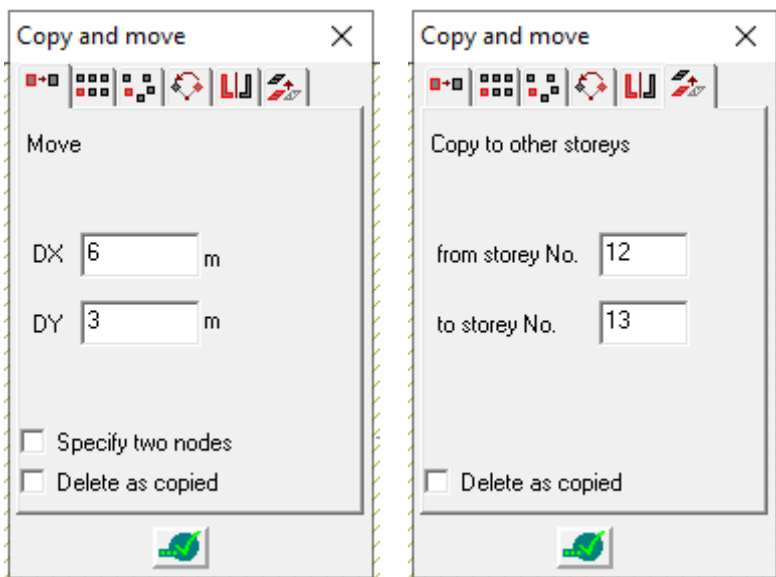 Copy and move
Move
DX 6 m
DY 3 m
Specify two nodes
Delete as copied
Copy and move
Copy to other storeys
from storey No. 12
to storey No. 13
Delete as copied